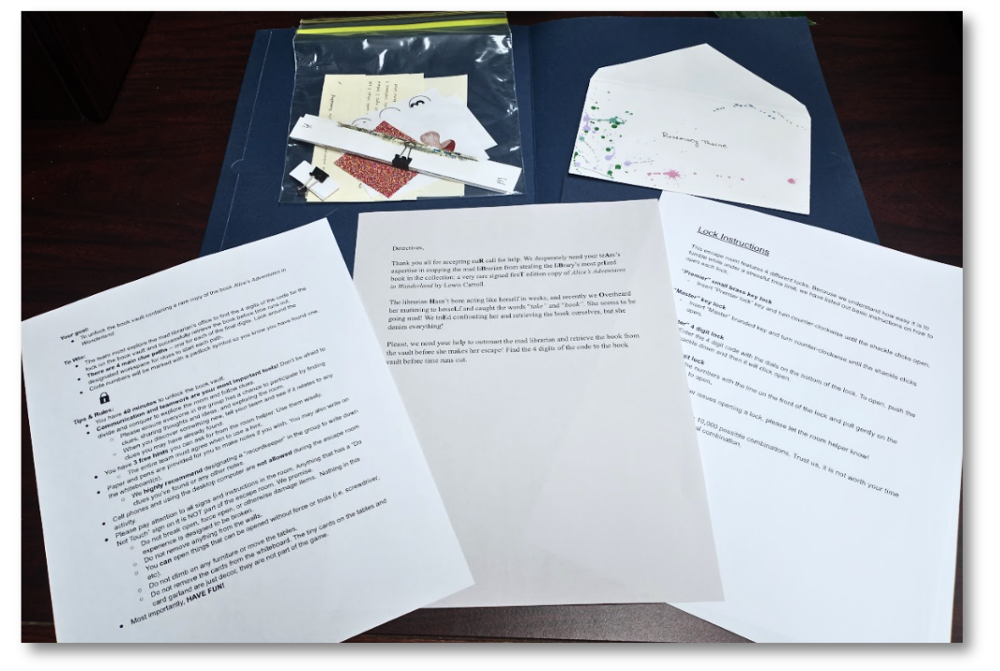 Rosemary Thorne
Your goal:
To unlock the book vault containing a rare copy of the book Alice's Adventures in
Wonderland
To Win:
The team must explore the mad librarian's office to find the 4 digits of the code for the
lock on the book vault and successfully retrieve the book before time runs out.
There are 4 main clue paths – one for each of the final digits. Look around the
designated workspace for clues to start each path.
Code numbers will be marked with a padlock symbol so you know you have found one.
Tips & Rules:
You have 40 minutes to unlock the book vault.
Communication and teamwork are your most important tools! Don't be afraid to
divide and conquer to explore the room and follow clues.
Please ensure everyone in the group has a chance to participate by finding
clues, sharing thoughts and ideas, and exploring the room.
When you discover something new, tell your team and see if it relates to any
clues you may have already found.
You have 3 free hints you can ask for from the room helper. Use them wisely.
The entire team must agree when to use a hint.
Paper and pens are provided for you to make notes if you wish. You may also write on
the whiteboard(s).
We highly recommend designating a "recordkeeper" in the group to write down
clues you've found or any other notes.
Cell phones and using the desktop computer are not allowed during the escape room
activity.
Please pay attention to all signs and instructions in the room. Anything that has a "Do
Not Touch" sign on it is NOT part of the escape room. We promise.
Do not break open, force open, or otherwise damage items. Nothing in this
experience is designed to be broken.
Do not remove anything from the walls.
You can open things that can be opened without force or tools (i.e. screwdriver,
etc).
Do not climb on any furniture or move the tables.
Do not remove the cards from the whiteboard. The tiny cards on the tables and
card garland are just decor, they are not part of the game.
Most importantly, HAVE FUN!
Detectives,
Thank you all for accepting ouR call for help. We desperately need your teAm's
expertise in stopping the mad liBrarian from stealing the liBrary's most prIzed
book in the collection: a very rare signed firsT edition copy of Alice's Adventures
in Wonderland by Lewis Carroll.
The librarian Hasn't been acting like herself in weeks, and recently we Overheard
her muttering to herseLf and caught the words "take" and "book". She seems to be
going mad! We triEd confronting her and retrieving the book ourselves, but she
denies everything!
Please, we need your help to outsmart the mad librarian and retrieve the book from
the vault before she makes her escape! Find the 4 digits of the code to the book
vault before time runs out.
Lock Instructions
This escape room features 4 different locks. Because we understand how easy it is to
fumble while under a stressful time limit, we have listed out basic instructions on how to
open each lock.
"Premier" small brass key lock
Insert "Premier lock" key and turn counter-clockwise until the shackle clicks open.
"Master" key lock
Insert "Master" branded key and turn counter-clockwise until the shackle clicks
4 digit lock
Enter the 4 digit code with the dials on the bottom of the lock. To open, push the
shackle down and then it will click open.
lock
the numbers with the line on the front of the lock and pull gently on the
to open.
issues opening a lock, please let the room helper know!
10,000 possible combinations. Trust us, it is not worth your time
combination.